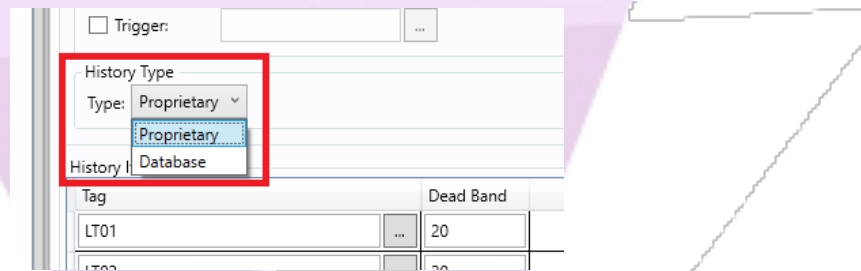 Trigger:
...
History Type
Type: Proprietary
Proprietary
Database
History
Tag Dead Band
LT01 ... 20